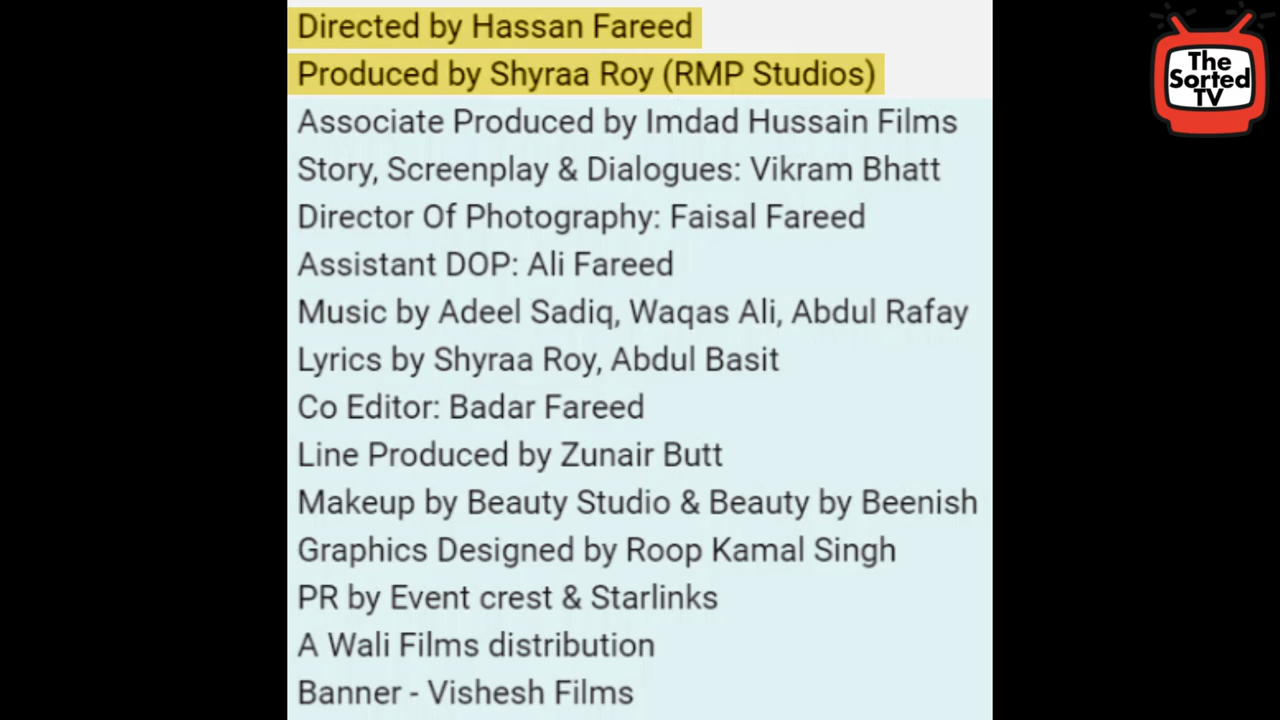 Directed by Hassan Fareed
Produced by Shyraa Roy (RMP Studios)
Associate Produced by Imdad Hussain Films
Story, Screenplay & Dialogues: Vikram Bhatt
Director Of Photography: Faisal Fareed
Assistant DOP: Ali Fareed
Music by Adeel Sadiq, Waqas Ali, Abdul Rafay
Lyrics by Shyraa Roy, Abdul Basit
Co Editor: Badar Fareed
Line Produced by Zunair Butt
Makeup by Beauty Studio & Beauty by Beenish
Graphics Designed by Roop Kamal Singh
PR by Event crest & Starlinks
A Wali Films distribution
Banner - Vishesh Films
The
Sorted
TV